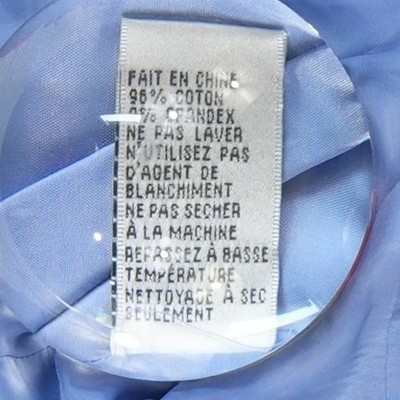 FAIT EN CHINE
96% COTON
% SPANDEX
NE PAS LAVER
N'UTILISEZ PAS
D'AGENT DE
BLANCHIMENT
NE PAS SECHER
À LA MACHINE
REPASSEZ À BASSE
TEMPÉRATURE
NETTOYAGE À SEC
SEULEMENT